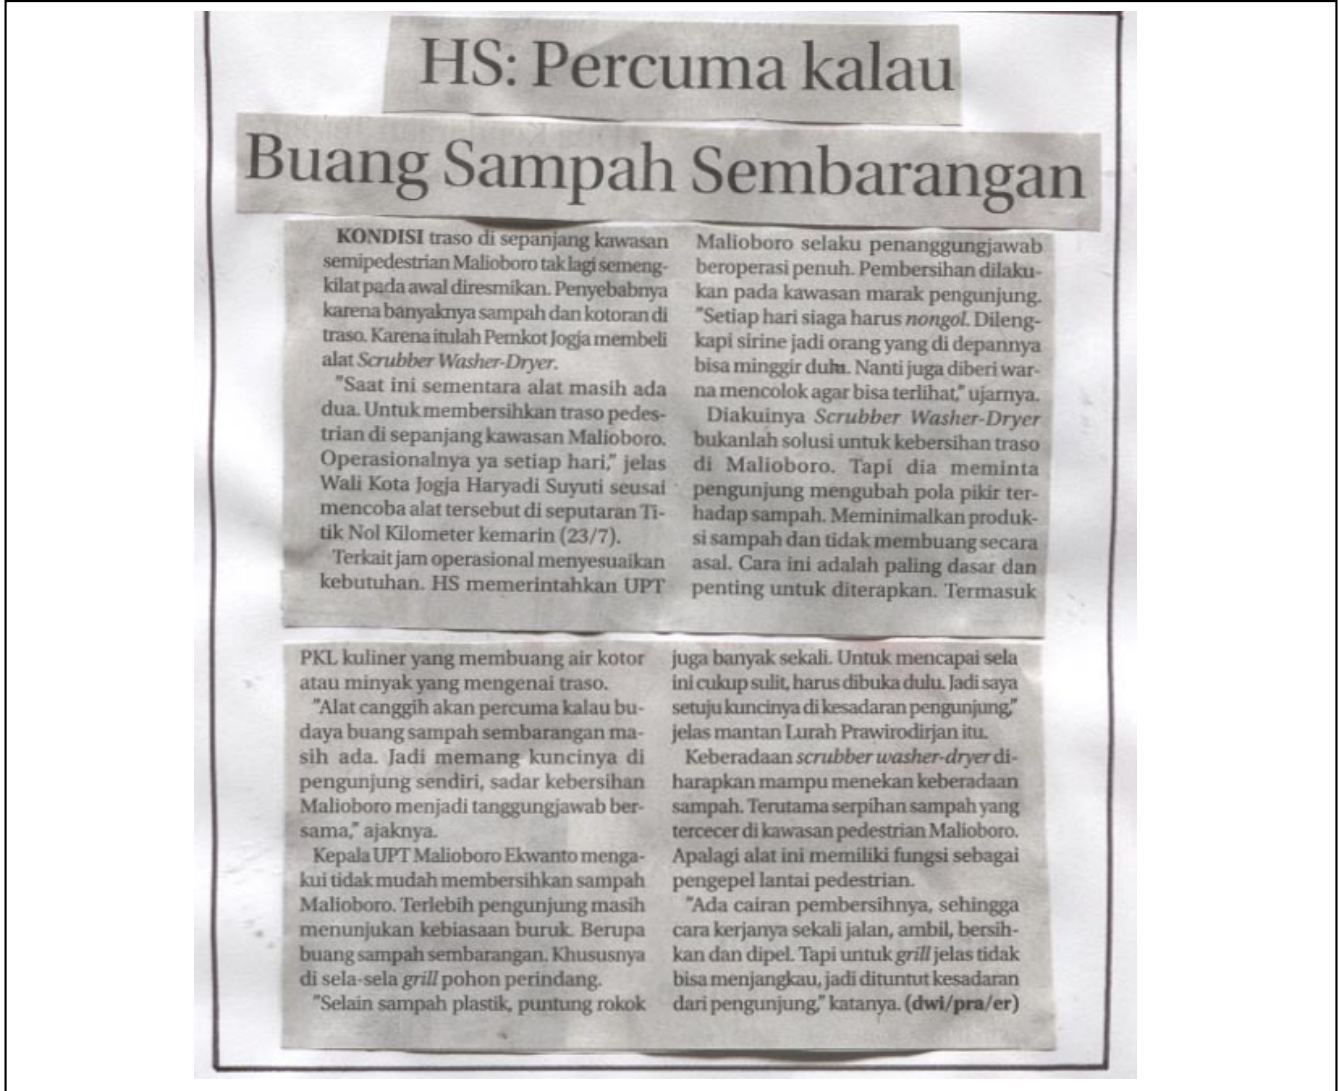 HS: Percuma kalau
Buang Sampah Sembarangan
KONDISI traso di sepanjang kawasan
semipedestrian Malioboro tak lagi semeng-
kilat pada awal diresmikan. Penyebabnya
karena banyaknya sampah dan kotoran di
traso. Karena itulah Pemkot Jogja membeli
alat Scrubber Washer-Dryer.
"Saat ini sementara alat masih ada
dua. Untuk membersihkan traso pedes-
trian di sepanjang kawasan Malioboro.
Operasionalnya ya setiap hari," jelas
Wali Kota Jogja Haryadi Suyuti seusai
mencoba alat tersebut di seputaran Ti-
tik Nol Kilometer kemarin (23/7).
Terkait jam operasional menyesuaikan
kebutuhan. HS memerintahkan UPT
Malioboro selaku penanggungjawab
beroperasi penuh. Pembersihan dilaku-
kan pada kawasan marak pengunjung.
"Setiap hari siaga harus nongol. Dileng-
kapi sirine jadi orang yang di depannya
bisa minggir dulu. Nanti juga diberi war-
na mencolok agar bisa terlihat," ujarnya.
Diakuinya Scrubber Washer-Dryer
bukanlah solusi untuk kebersihan traso
di Malioboro. Tapi dia meminta
pengunjung mengubah pola pikir ter-
hadap sampah. Meminimalkan produk-
si sampah dan tidak membuang secara
asal. Cara ini adalah paling dasar dan
penting untuk diterapkan. Termasuk
PKL kuliner yang membuang air kotor
atau minyak yang mengenai traso.
"Alat canggih akan percuma kalau bu-
daya buang sampah sembarangan ma-
sih ada. Jadi memang kuncinya di
pengunjung sendiri, sadar kebersihan
Malioboro menjadi tanggungjawab ber-
sama," ajaknya.
Kepala UPT Malioboro Ekwanto menga-
kui tidak mudah membersihkan sampah
Malioboro. Terlebih pengunjung masih
menunjukan kebiasaan buruk. Berupa
buang sampah sembarangan. Khususnya
di sela-sela grill pohon perindang.
"Selain sampah plastik, puntung rokok
juga banyak sekali. Untuk mencapai sela
ini cukup sulit, harus dibuka dulu. Jadi saya
setuju kuncinya di kesadaran pengunjung,"
jelas mantan Lurah Prawirodirjan itu.
Keberadaan scrubber washer-dryer di-
harapkan mampu menekan keberadaan
sampah. Terutama serpihan sampah yang
tercecer di kawasan pedestrian Malioboro.
Apalagi alat ini memiliki fungsi sebagai
pengepel lantai pedestrian.
"Ada cairan pembersihnya, sehingga
cara kerjanya sekali jalan, ambil, bersih-
kan dan dipel. Tapi untuk grill jelas tidak
bisa menjangkau, jadi dituntut kesadaran
dari pengunjung," katanya. (dwi/pra/er)